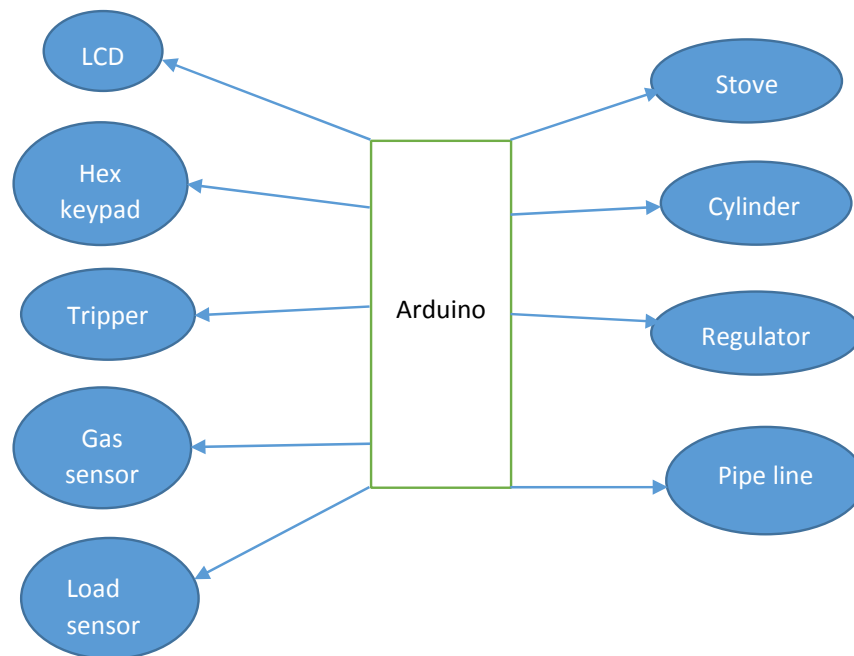 LCD
Hex
keypad
Tripper
Gas
sensor
Load
sensor
Arduino
Stove
Cylinder
Regulator
Pipe line